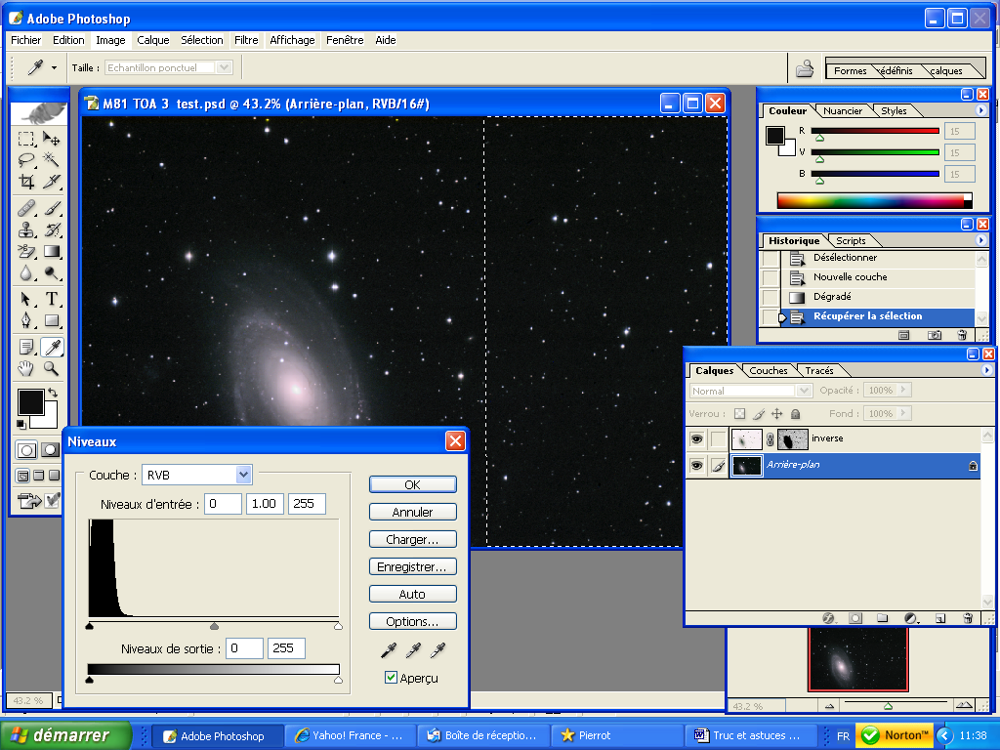 Adobe Photoshop
Fichier Edition Image Calque Sélection Filtre Affichage Fenêtre Aide
Taille : Echantillon ponctuel
Formes édéfinis calques
M81 TOA 3 test.psd @ 43.2% (Arrière-plan, RVB/16#)
Couleur Nuancier Styles
R 15
V 15
B 15
Historique Scripts
Désélectionner
Nouvelle couche
Dégradé
Récupérer la sélection
Calques Couches Tracés
Normal Opacité : 100%
Verrou : Fond : 100%
inverse
Arrière-plan
Niveaux
Couche : RVB
Niveaux d'entrée : 0 1.00 255
Niveaux de sortie : 0 255
OK
Annuler
Charger...
Enregistrer...
Auto
Options...
Aperçu
43.2 %
43.2 %
démarrer
Adobe Photoshop
Yahoo! France - ...
Boîte de réceptio...
Pierrot
Truc et astuces ...
FR
Norton™
11:38